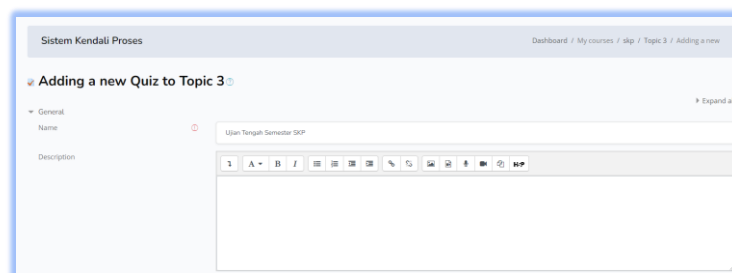 Sistem Kendali Proses
Dashboard / My courses / skp / Topic 3 / Adding a new
Adding a new Quiz to Topic 3
Expand a
General
Name
Ujian Tengah Semester SKP
Description
A B I
H-P